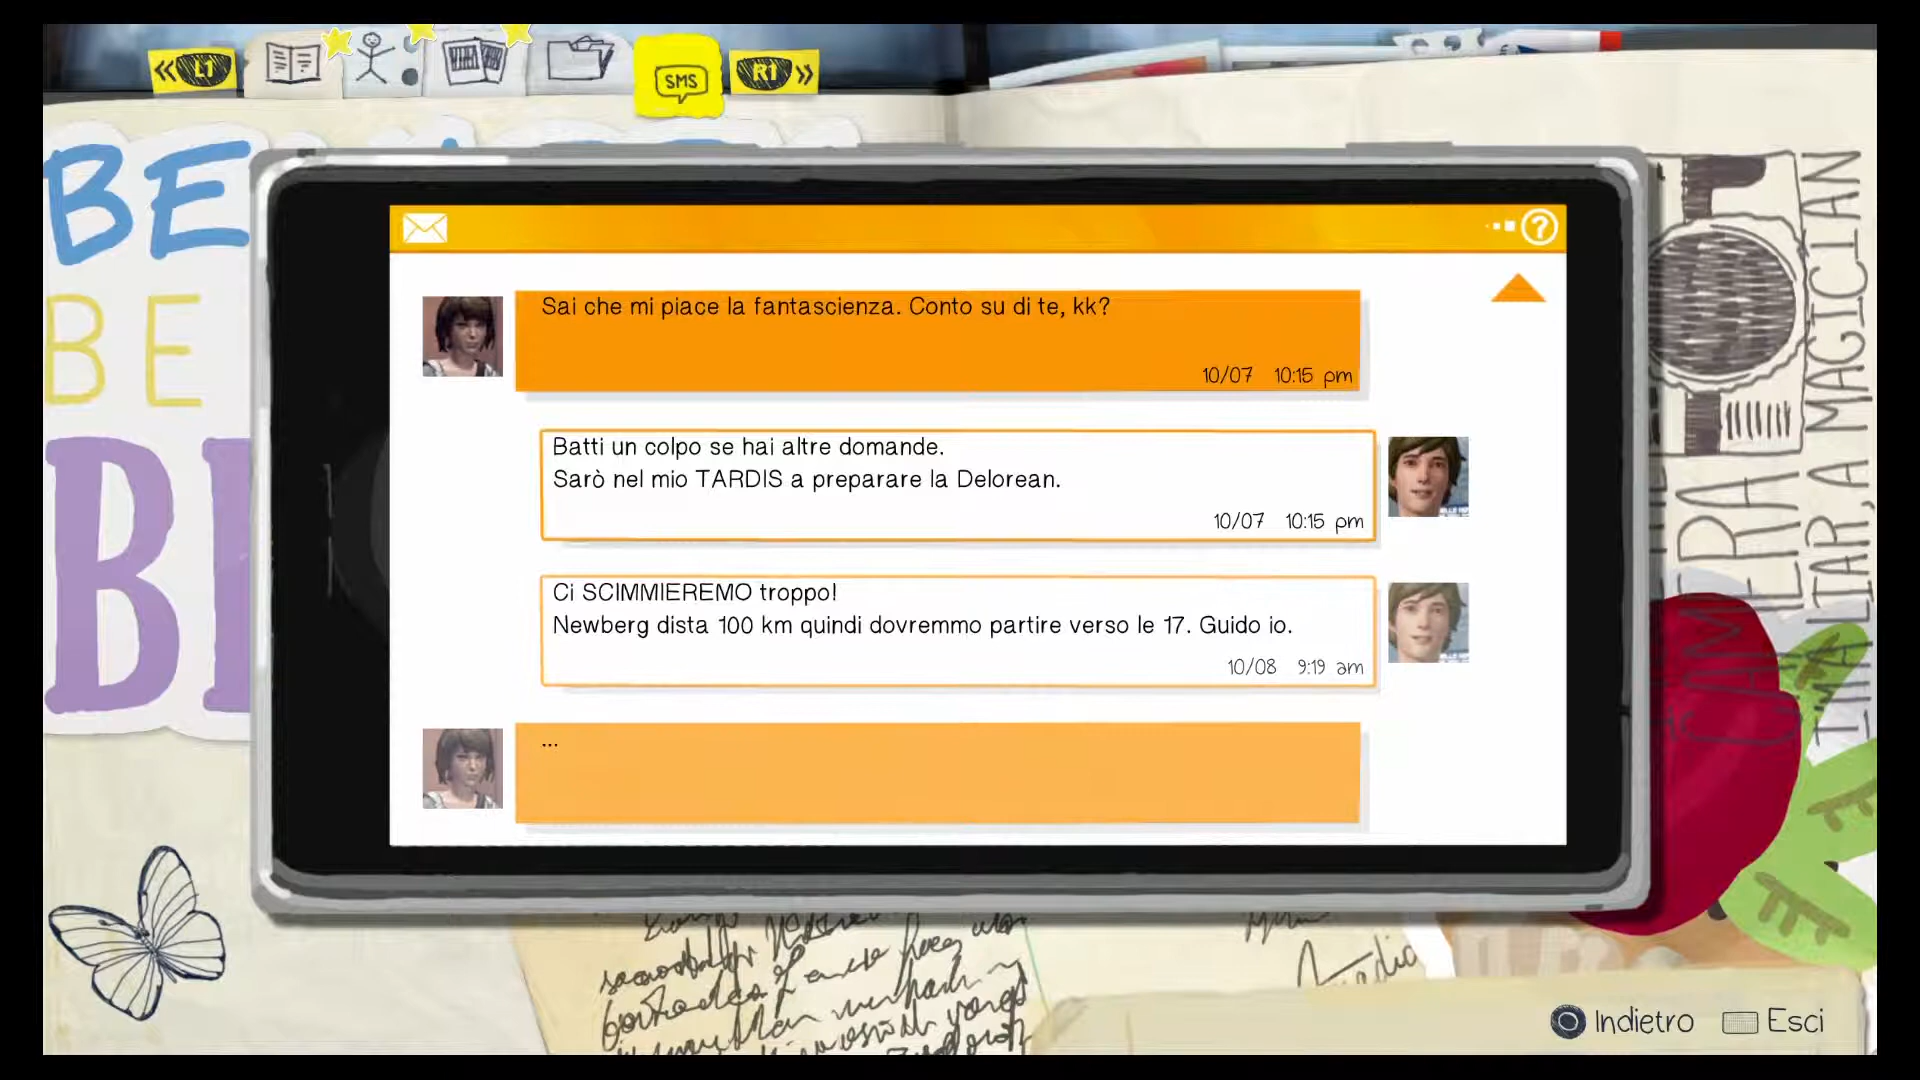 L1
SMS
R1
BE
BE
Sai che mi piace la fantascienza. Conto su di te, kk?
10/07 10:15 pm
Batti un colpo se hai altre domande.
Sarò nel mio TARDIS a preparare la Delorean.
10/07 10:15 pm
Ci SCIMMIEREMO troppo!
Newberg dista 100 km quindi dovremmo partire verso le 17. Guido io.
10/08 9:19 am
...
CAMERA
LIAR, A MAGICIAN
Indietro
Esci